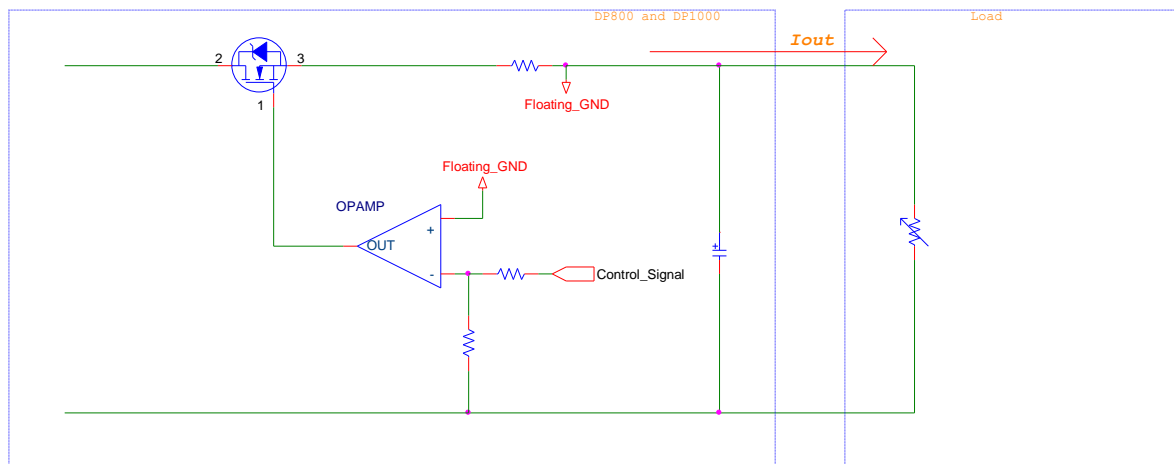 DP800 and DP1000
Load
Iout
2
3
1
Floating_GND
Floating_GND
OPAMP
+
OUT
-
Control_Signal
+